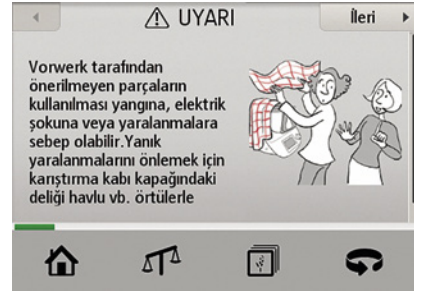 UYARI
İleri
Vorwerk tarafından
önerilmeyen parçaların
kullanılması yangına, elektrik
şokuna veya yaralanmalara
sebep olabilir.Yanık
yaralanmalarını önlemek için
karıştırma kabı kapağındaki
deliği havlu vb. örtülerle